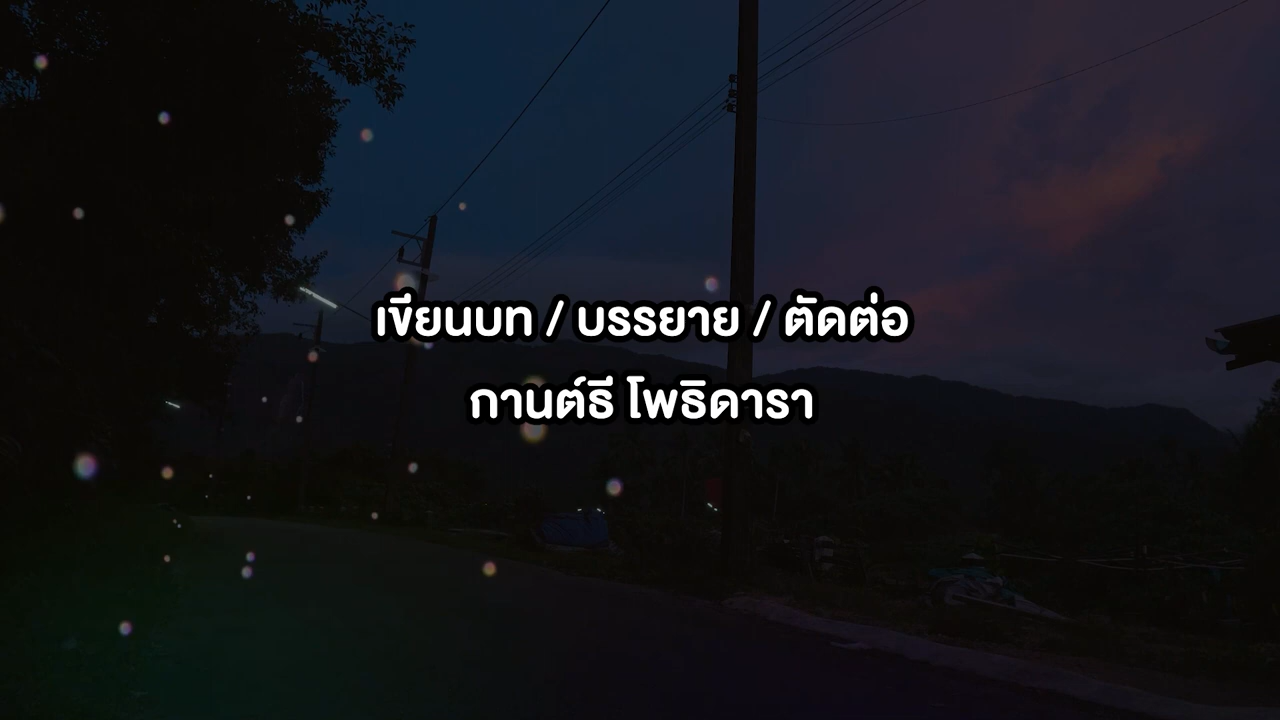 เขียนบท / บรรยาย / ตัดต่อ
กานต์ธี โพธิดารา